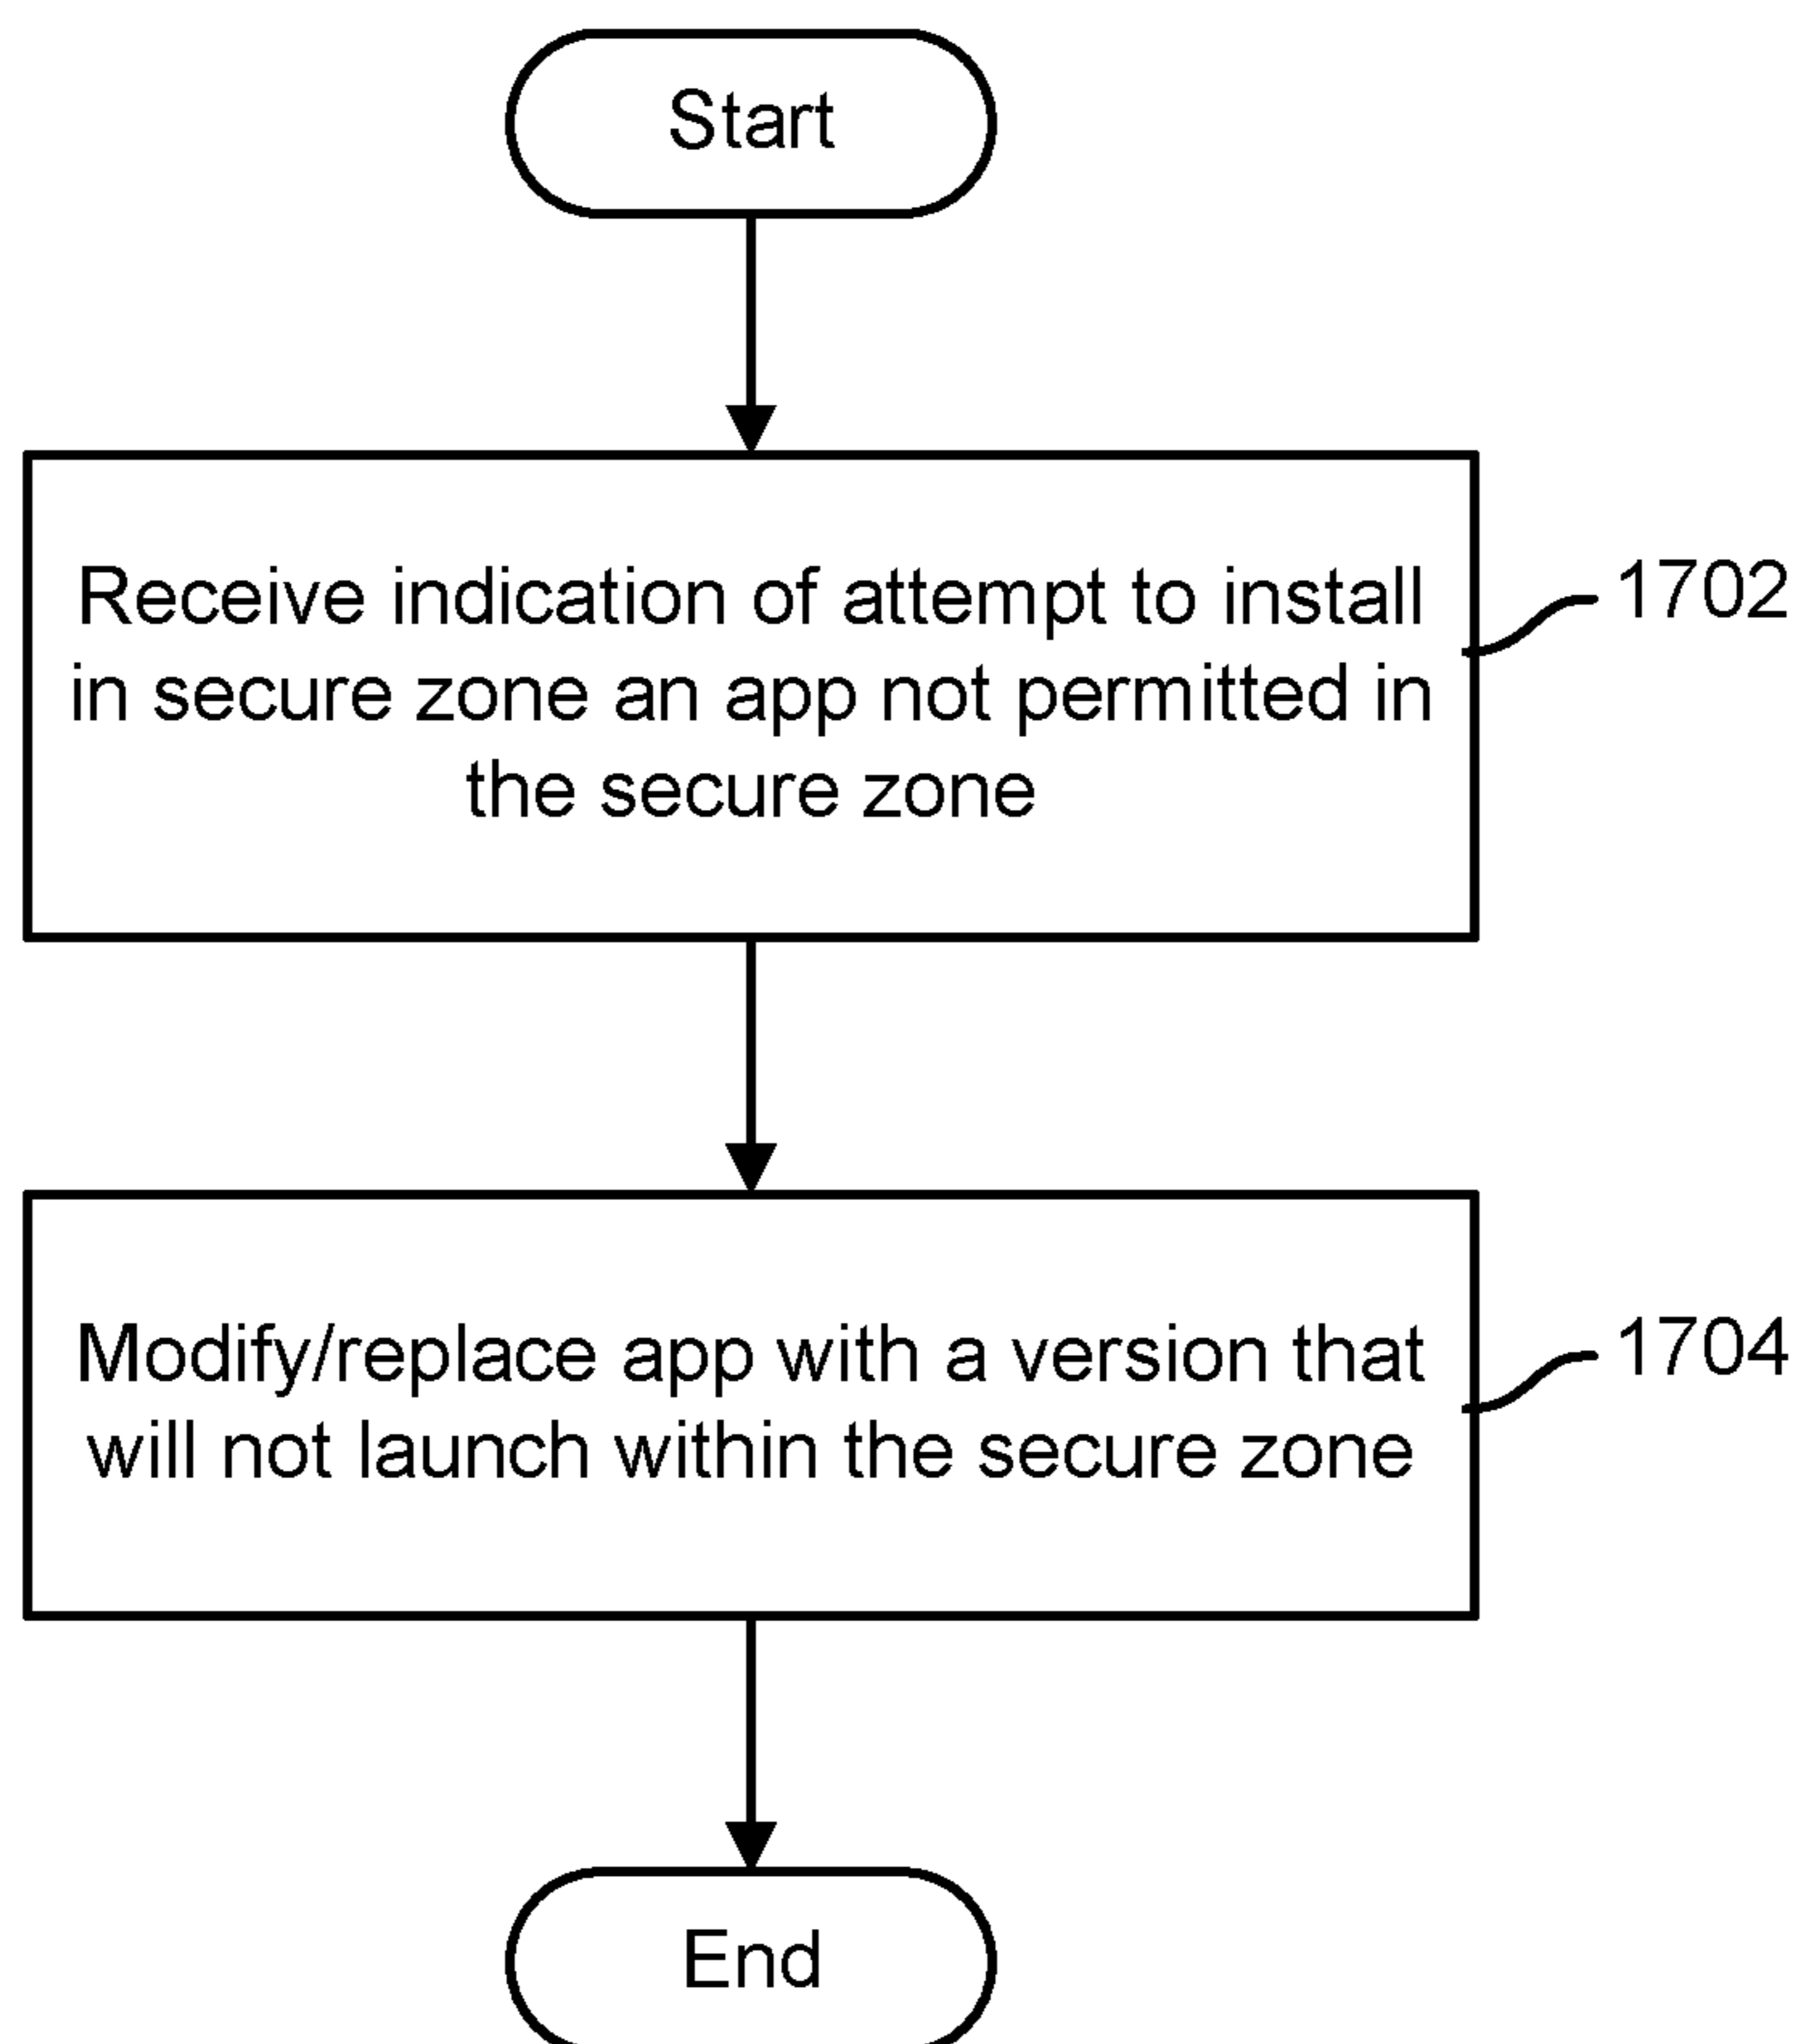 Start
Receive indication of attempt to install
in secure zone an app not permitted in
the secure zone
1702
Modify/replace app with a version that
will not launch within the secure zone
1704
End